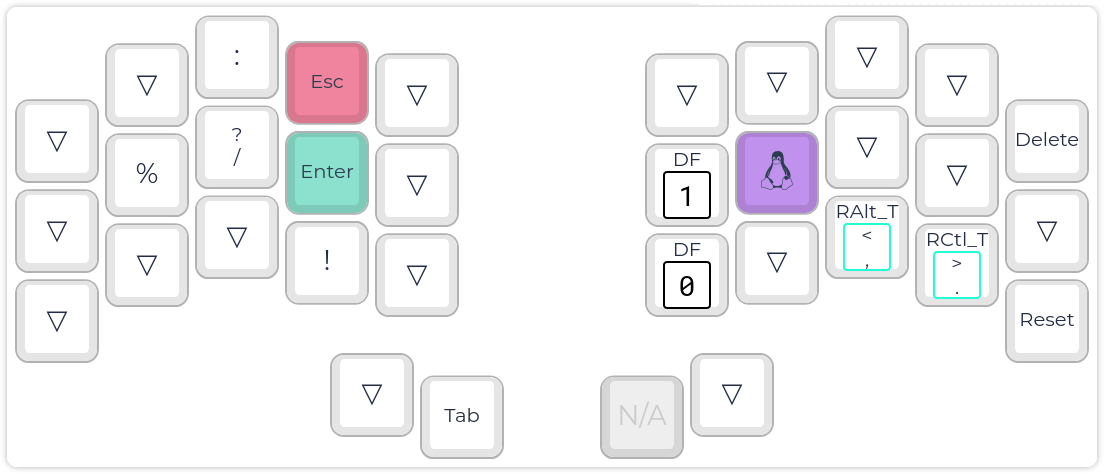 ▽ ▽ : Esc ▽
▽ % ?
/ Enter ▽
▽ ▽ ▽ ! ▽
▽ Tab
▽ ▽ ▽ ▽ Delete
DF
1 ▽ ▽ ▽
DF
0 ▽ RAlt_T
<
,
RCtl_T
>
.
Reset
N/A ▽